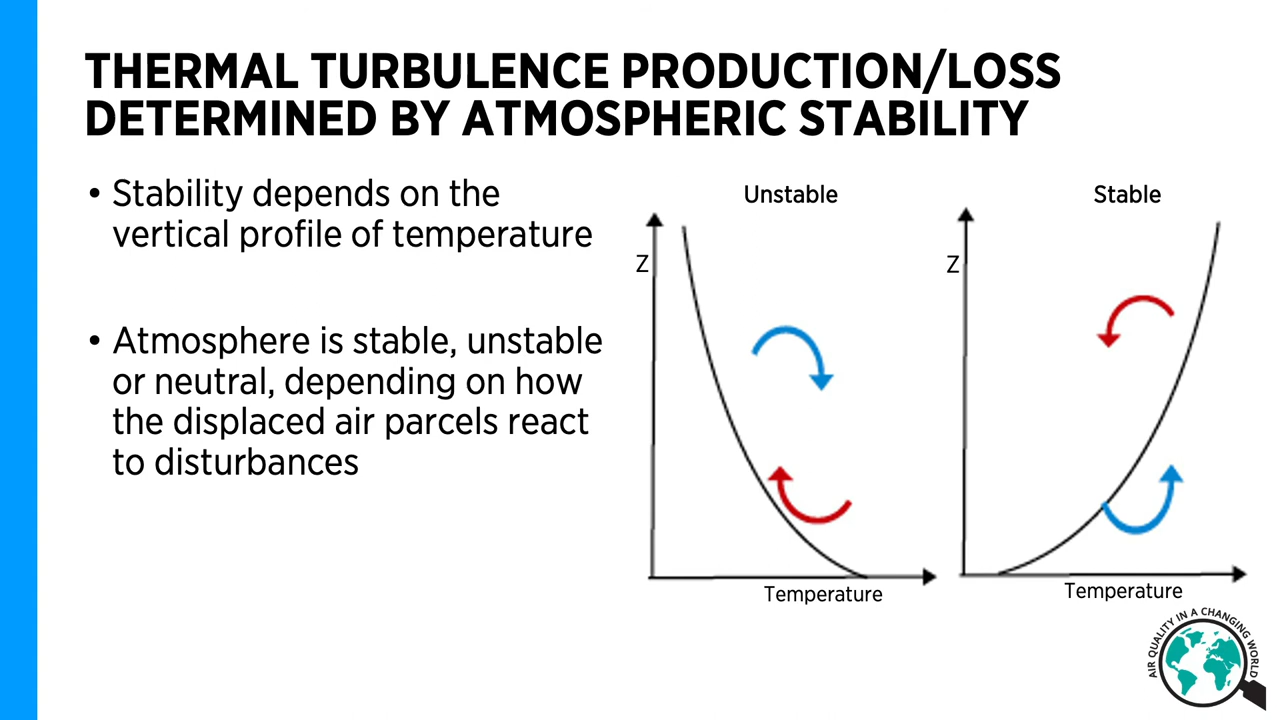 THERMAL TURBULENCE PRODUCTION/LOSS
DETERMINED BY ATMOSPHERIC STABILITY
• Stability depends on the
vertical profile of temperature
• Atmosphere is stable, unstable
or neutral, depending on how
the displaced air parcels react
to disturbances
Unstable
Z
Temperature
Stable
Z
Temperature
AIR QUALITY IN A CHANGING WORLD